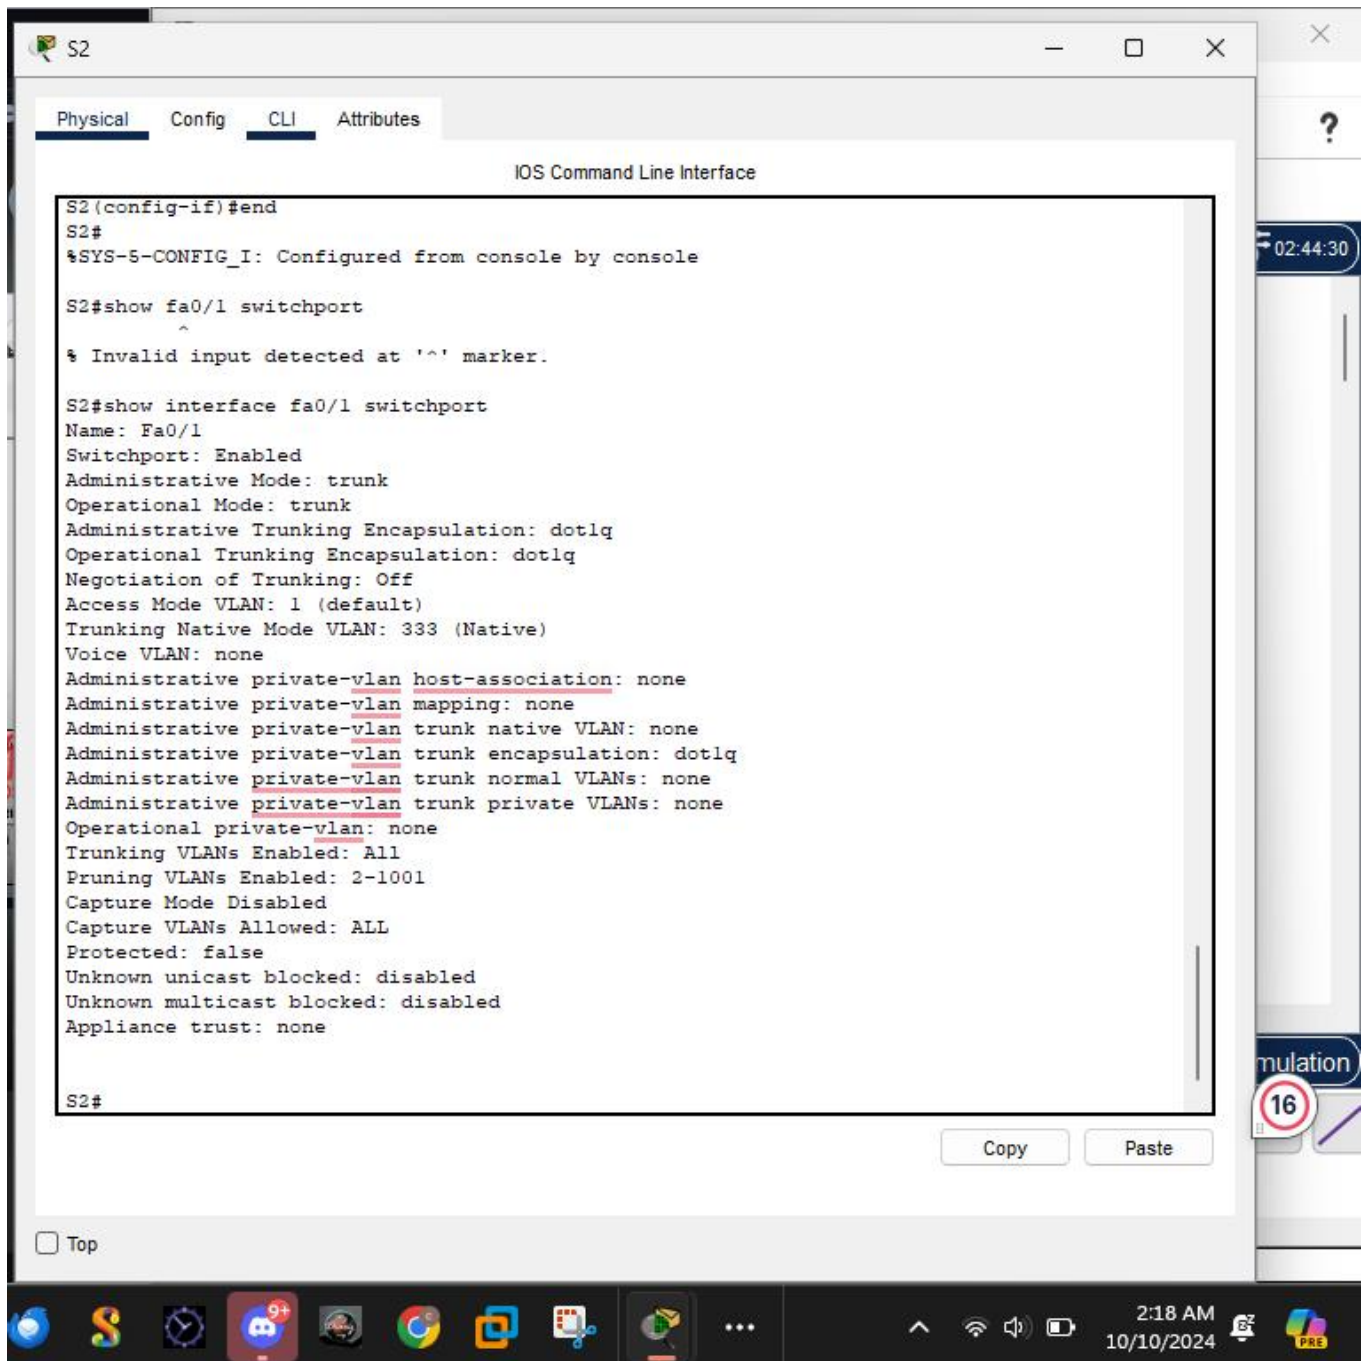 S2
Physical Config CLI Attributes
?
IOS Command Line Interface
S2(config-if)#end
S2#
%SYS-5-CONFIG_I: Configured from console by console
02:44:30
S2#show fa0/1 switchport
^
% Invalid input detected at '^' marker.
S2#show interface fa0/1 switchport
Name: Fa0/1
Switchport: Enabled
Administrative Mode: trunk
Operational Mode: trunk
Administrative Trunking Encapsulation: dot1q
Operational Trunking Encapsulation: dot1q
Negotiation of Trunking: Off
Access Mode VLAN: 1 (default)
Trunking Native Mode VLAN: 333 (Native)
Voice VLAN: none
Administrative private-vlan host-association: none
Administrative private-vlan mapping: none
Administrative private-vlan trunk native VLAN: none
Administrative private-vlan trunk encapsulation: dot1q
Administrative private-vlan trunk normal VLANs: none
Administrative private-vlan trunk private VLANs: none
Operational private-vlan: none
Trunking VLANs Enabled: All
Pruning VLANs Enabled: 2-1001
Capture Mode Disabled
Capture VLANs Allowed: ALL
Protected: false
Unknown unicast blocked: disabled
Unknown multicast blocked: disabled
Appliance trust: none
mulation
S2#
16
Copy Paste
Top
9+
2:18 AM
10/10/2024
PRE